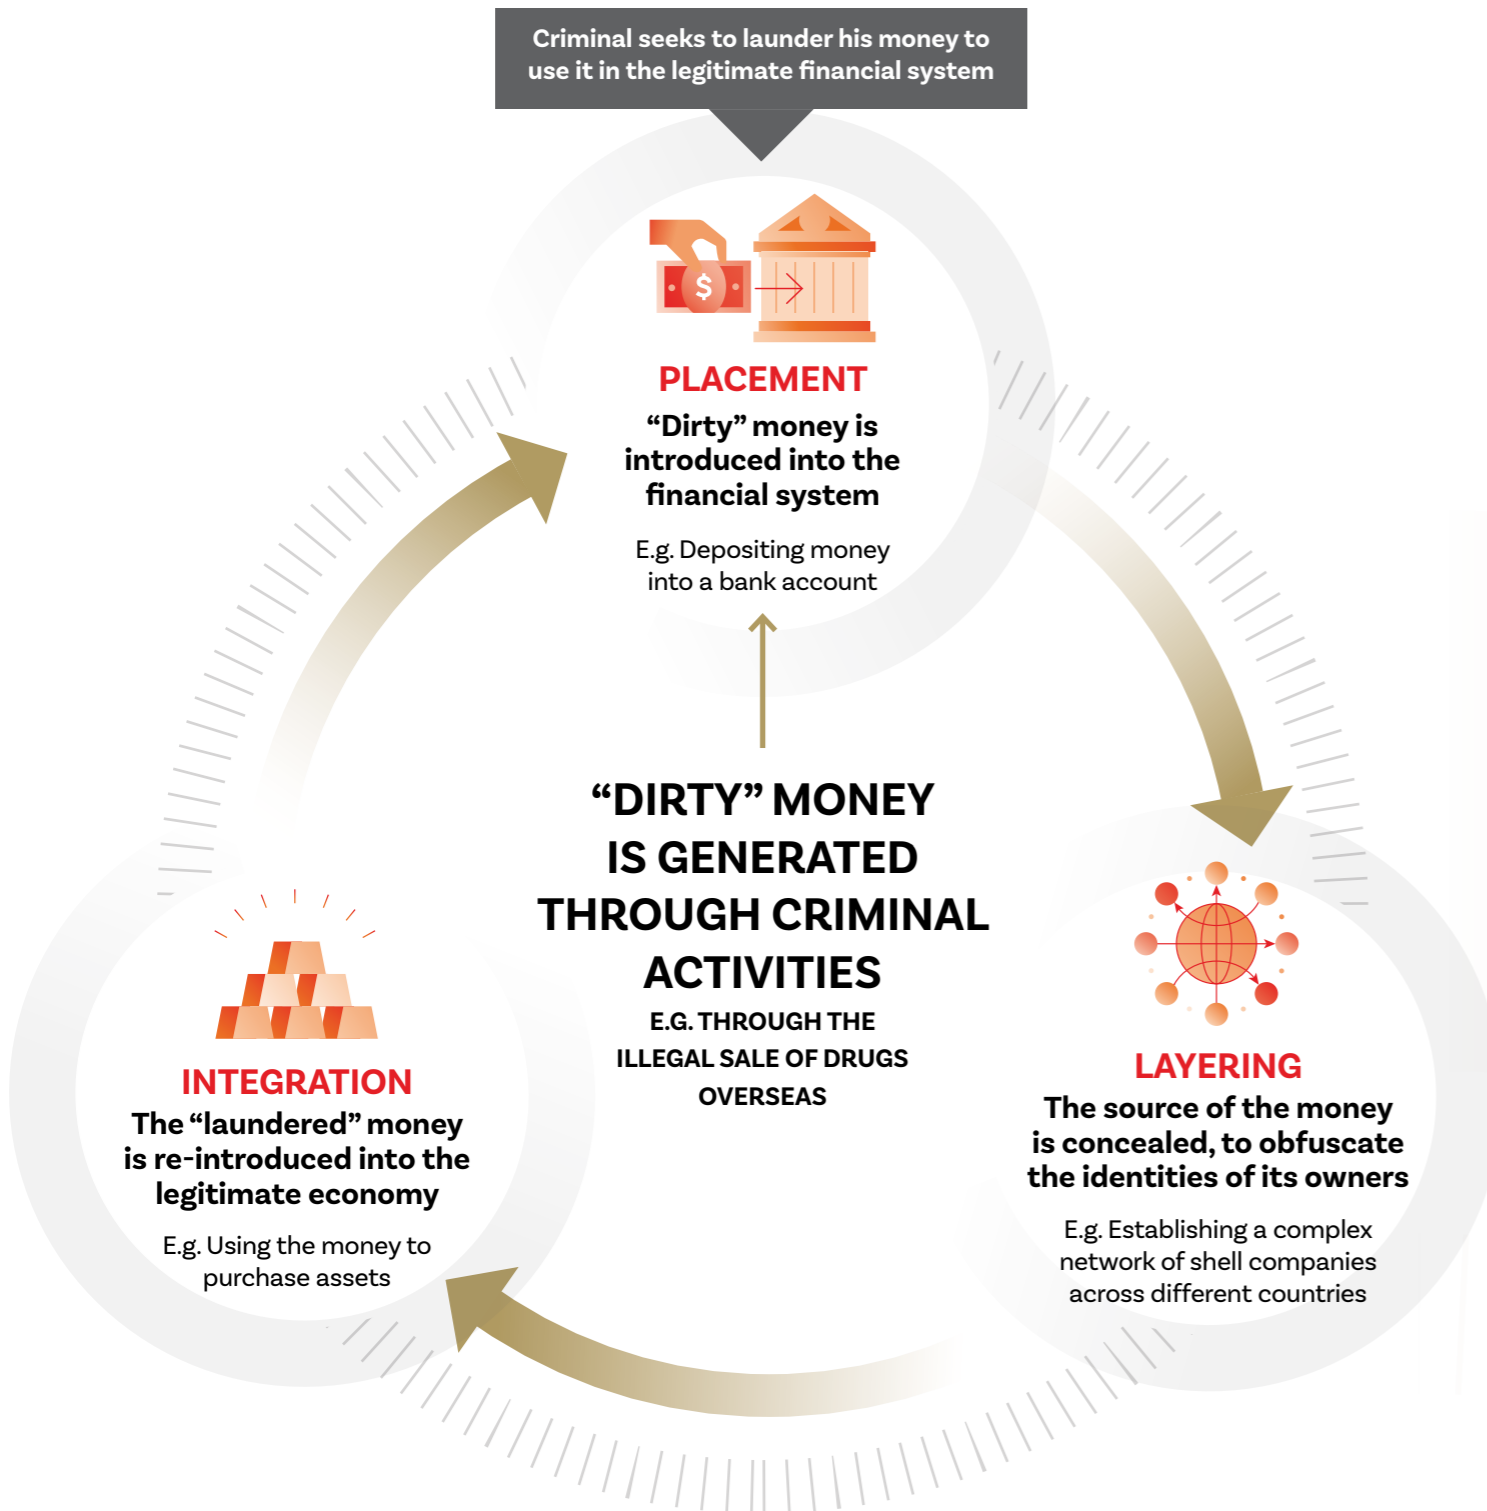 Criminal seeks to launder his money to
use it in the legitimate financial system
$
PLACEMENT
“Dirty” money is
introduced into the
financial system
E.g. Depositing money
into a bank account
“DIRTY” MONEY
IS GENERATED
THROUGH CRIMINAL
ACTIVITIES
E.G. THROUGH THE
ILLEGAL SALE OF DRUGS
OVERSEAS
LAYERING
The source of the money
is concealed, to obfuscate
the identities of its owners
E.g. Establishing a complex
network of shell companies
across different countries
INTEGRATION
The “laundered” money
is re-introduced into the
legitimate economy
E.g. Using the money to
purchase assets